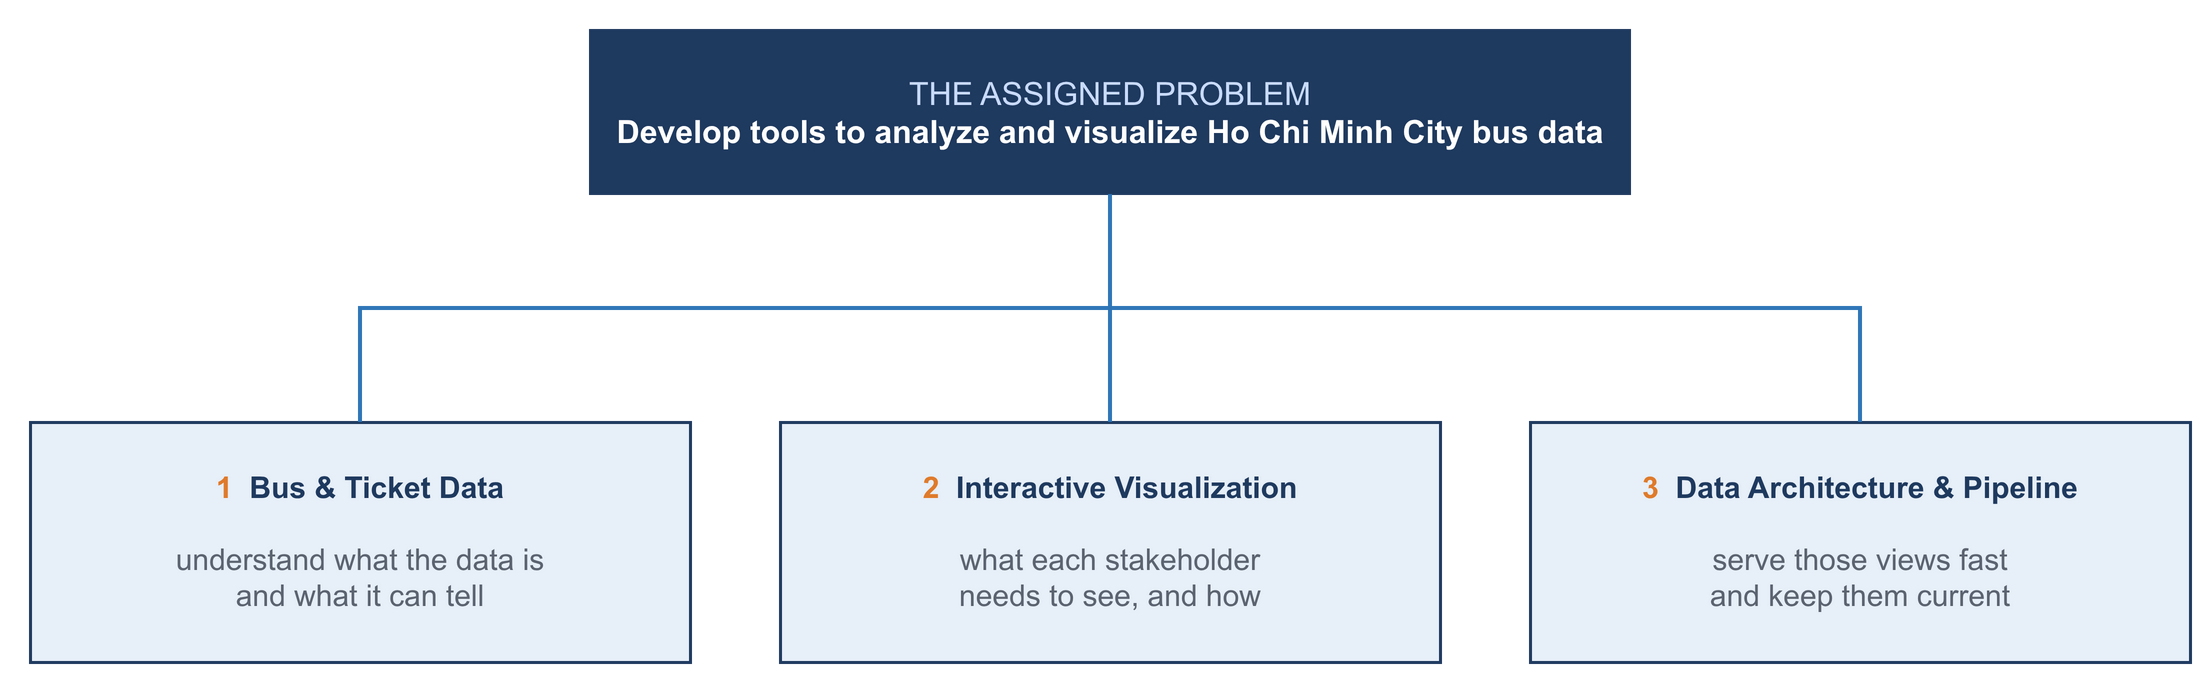 THE ASSIGNED PROBLEM
Develop tools to analyze and visualize Ho Chi Minh City bus data
1 Bus & Ticket Data
understand what the data is
and what it can tell
2 Interactive Visualization
what each stakeholder
needs to see, and how
3 Data Architecture & Pipeline
serve those views fast
and keep them current